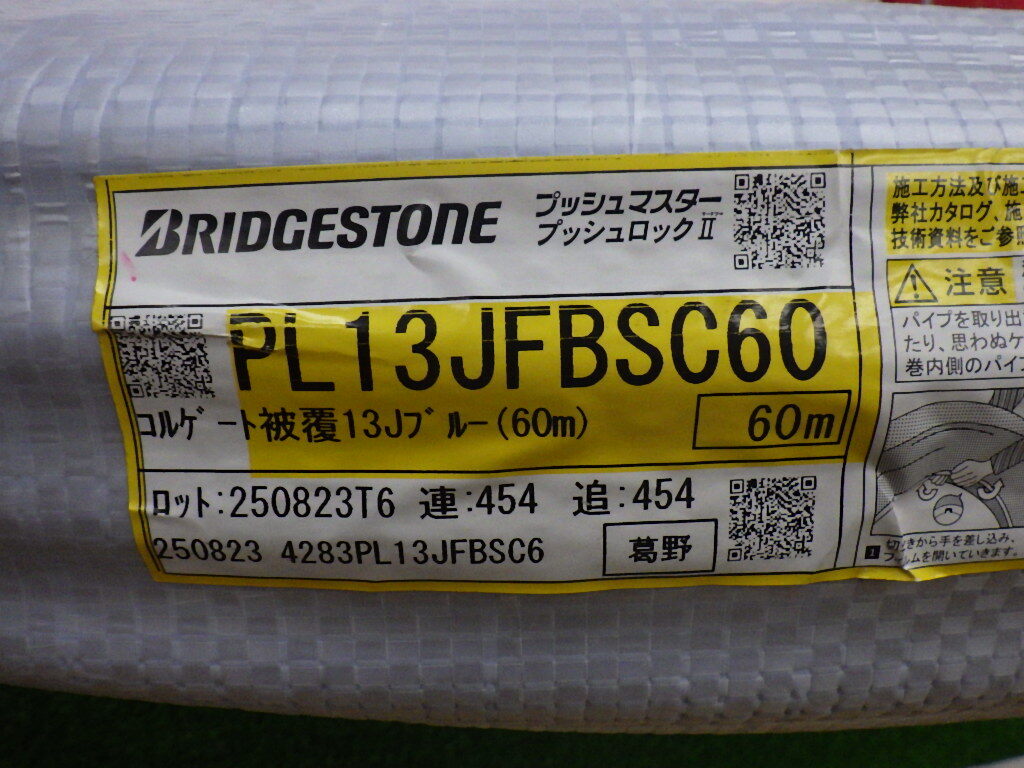 BRIDGESTONE
プッシュマスター
プッシュロックⅡ
PL13JFBSC60
コルゲート被覆13Jブルー(60m)
60m
ロット:250823T6 連:454 追:454
250823 4283PL13JFBSC6
葛野
施工方法及び施
弊社カタログ、施
技術資料をご参照
注意
パイプを取り出
たり、思わぬケ
巻内側のパイプ
1 切
きから手を差し込み、
フィルムを開いていきます。